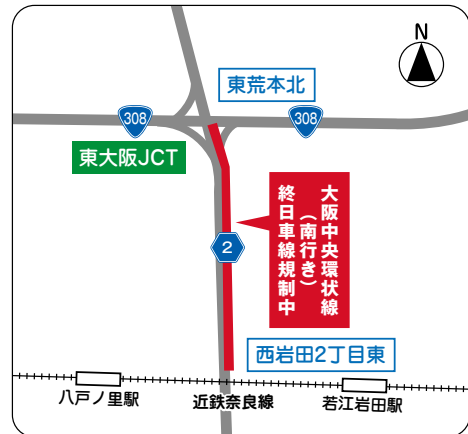 N
東荒本北
308
308
東大阪JCT
大阪中央環状線
（南行き）
終日車線規制中
2
西岩田2丁目東
八戸ノ里駅
近鉄奈良線
若江岩田駅